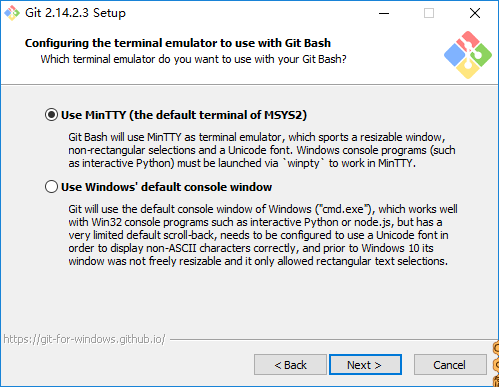 Git 2.14.2.3 Setup
Configuring the terminal emulator to use with Git Bash
Which terminal emulator do you want to use with your Git Bash?
Use MinTTY (the default terminal of MSYS2)
Git Bash will use MinTTY as terminal emulator, which sports a resizable window,
non-rectangular selections and a Unicode font. Windows console programs (such
as interactive Python) must be launched via `winpty` to work in MinTTY.
Use Windows' default console window
Git will use the default console window of Windows ("cmd.exe"), which works well
with Win32 console programs such as interactive Python or node.js, but has a
very limited default scroll-back, needs to be configured to use a Unicode font in
order to display non-ASCII characters correctly, and prior to Windows 10 its
window was not freely resizable and it only allowed rectangular text selections.
https://git-for-windows.github.io/
< Back
Next >
Cancel